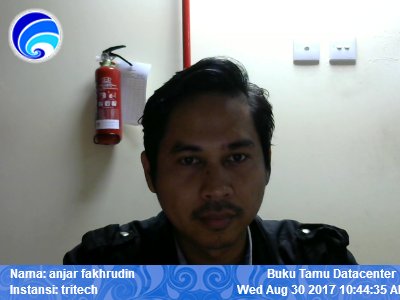 Nama: anjar fakhrudin
Buku Tamu Datacenter
Instansi: tritech
Wed Aug 30 2017 10:44:35 A